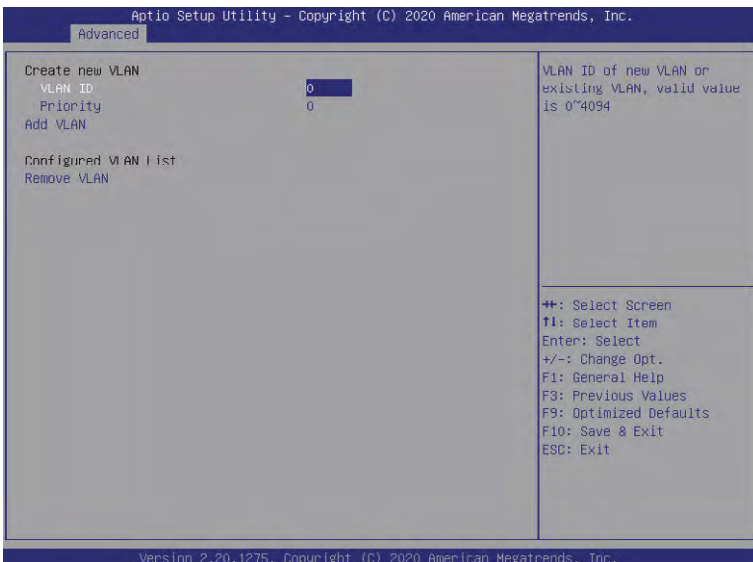 Aptio Setup Utility – Copyright (C) 2020 American Megatrends, Inc.
Advanced
Create new VLAN
VLAN ID 0
Priority 0
Add VLAN
Configured VLAN List
Remove VLAN
VLAN ID of new VLAN or
existing VLAN, valid value
is 0~4094
→←: Select Screen
↑↓: Select Item
Enter: Select
+/-: Change Opt.
F1: General Help
F3: Previous Values
F9: Optimized Defaults
F10: Save & Exit
ESC: Exit
Version 2.20.1275. Copyright (C) 2020 American Megatrends, Inc.